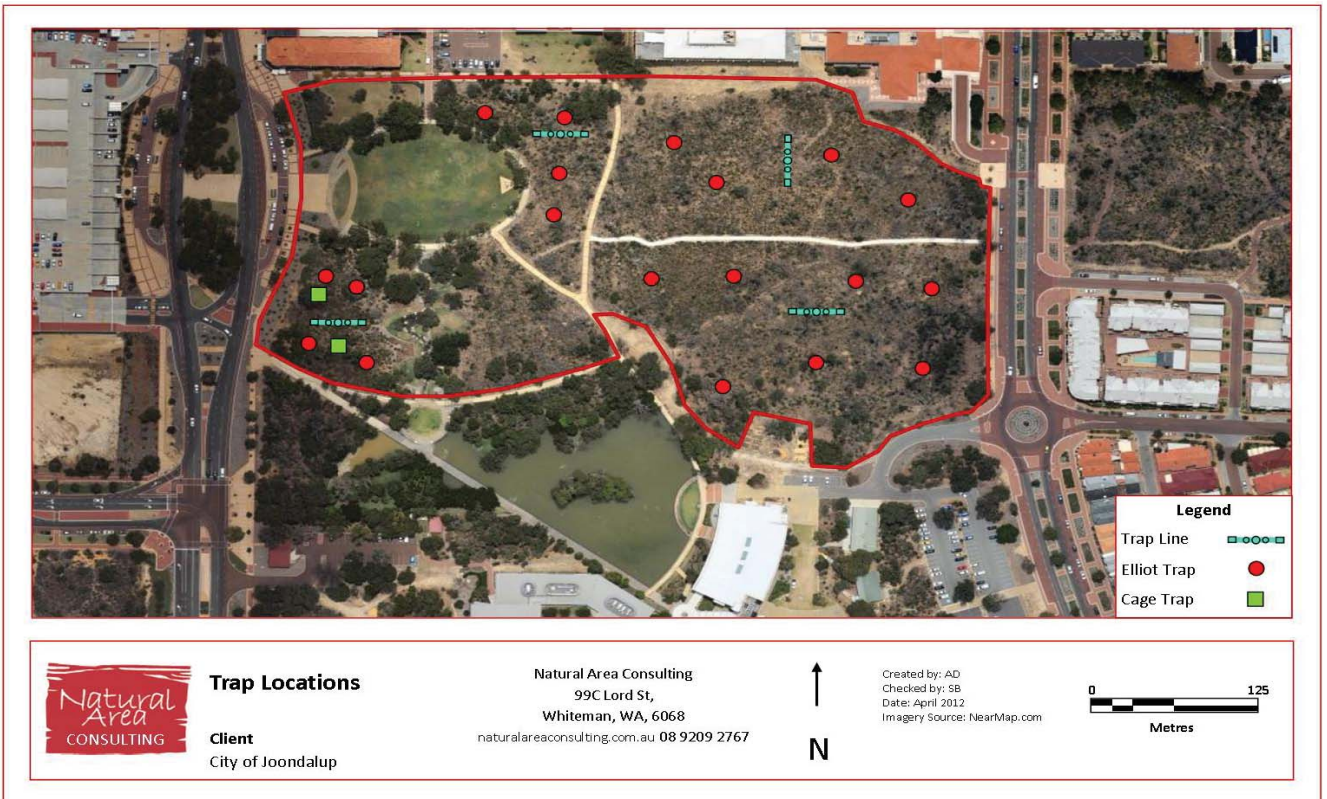 Legend
Trap Line
Elliot Trap
Cage Trap
Natural
Area
CONSULTING
Trap Locations
Client
City of Joondalup
Natural Area Consulting
99C Lord St,
Whiteman, WA, 6068
naturalareaconsulting.com.au 08 9209 2767
N
Created by: AD
Checked by: SB
Date: April 2012
Imagery Source: NearMap.com
0 125
Metres